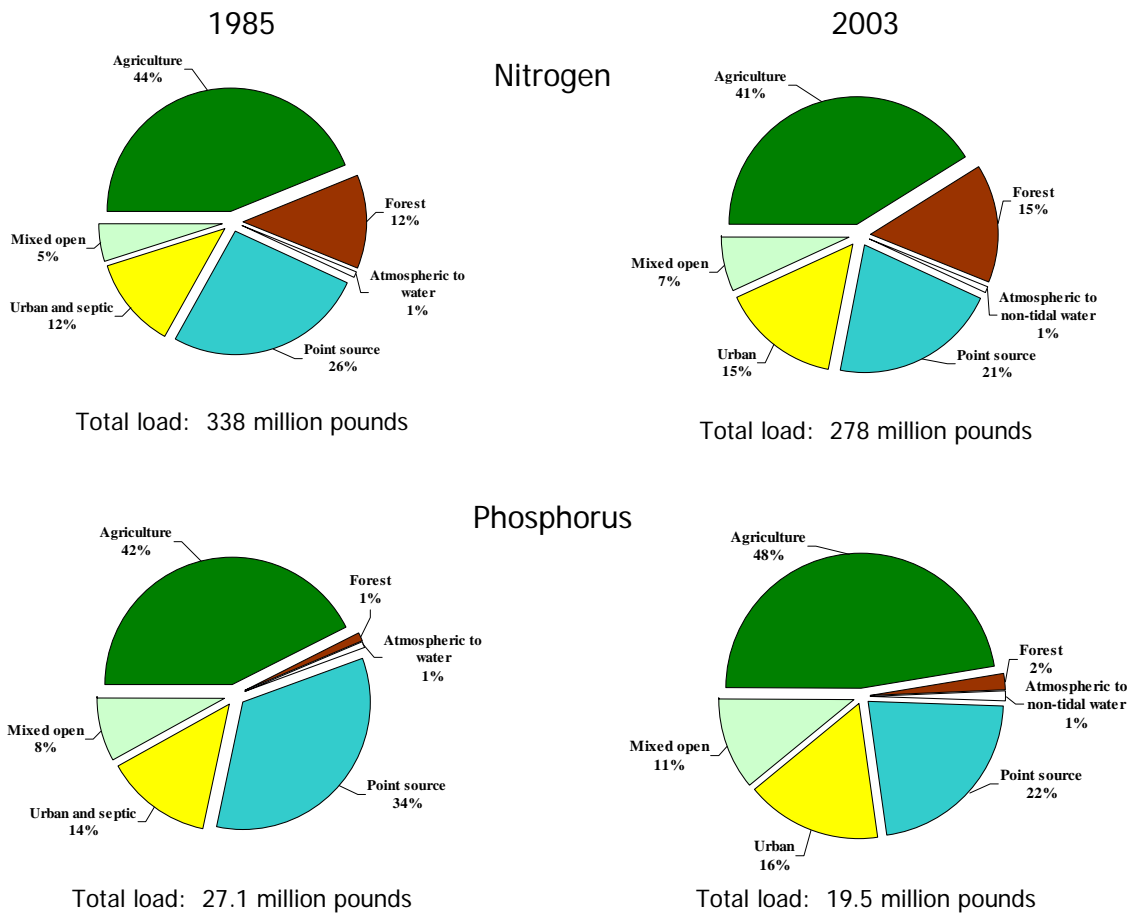 1985
2003
Nitrogen
Agriculture
44%
Forest
12%
Atmospheric to
water
1%
Point source
26%
Urban and septic
12%
Mixed open
5%
Total load: 338 million pounds
Agriculture
41%
Forest
15%
Atmospheric to
non-tidal water
1%
Point source
21%
Urban
15%
Mixed open
7%
Total load: 278 million pounds
Phosphorus
Agriculture
42%
Forest
1%
Atmospheric to
water
1%
Point source
34%
Urban and septic
14%
Mixed open
8%
Total load: 27.1 million pounds
Agriculture
48%
Forest
2%
Atmospheric to
non-tidal water
1%
Point source
22%
Urban
16%
Mixed open
11%
Total load: 19.5 million pounds